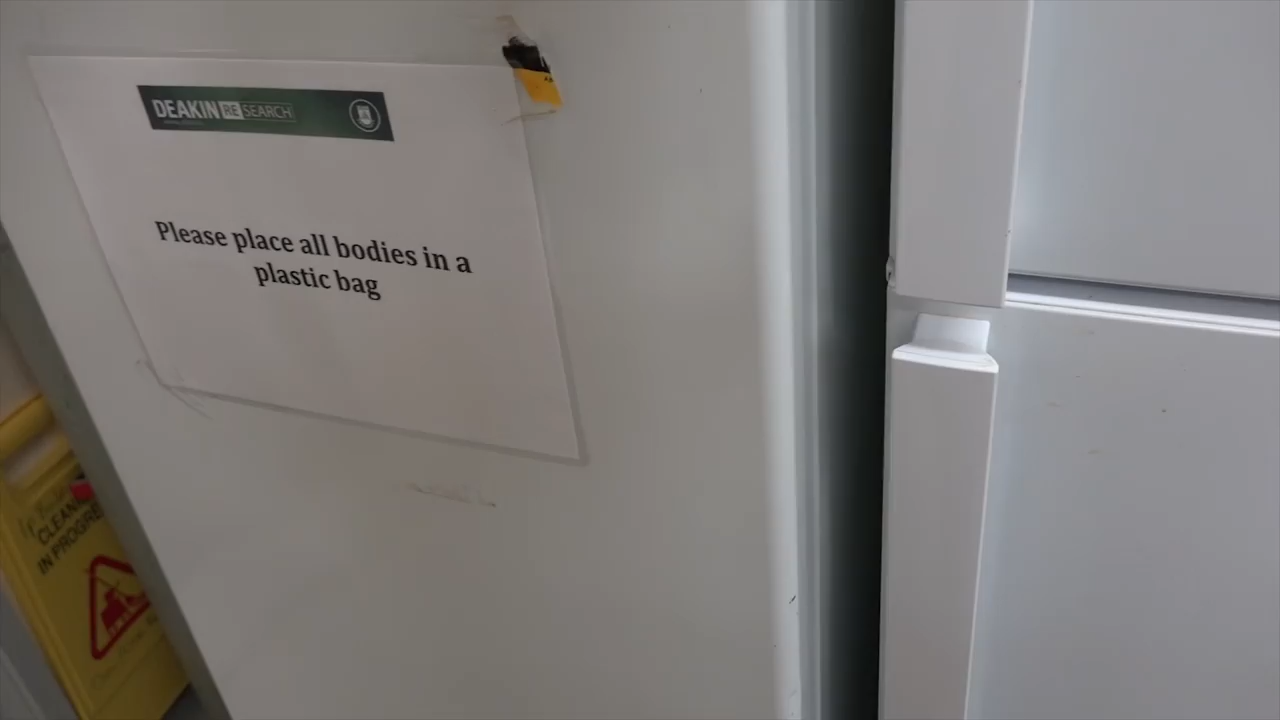 DEAKIN RESEARCH
Please place all bodies in a
plastic bag
CLEANING
IN PROGRESS